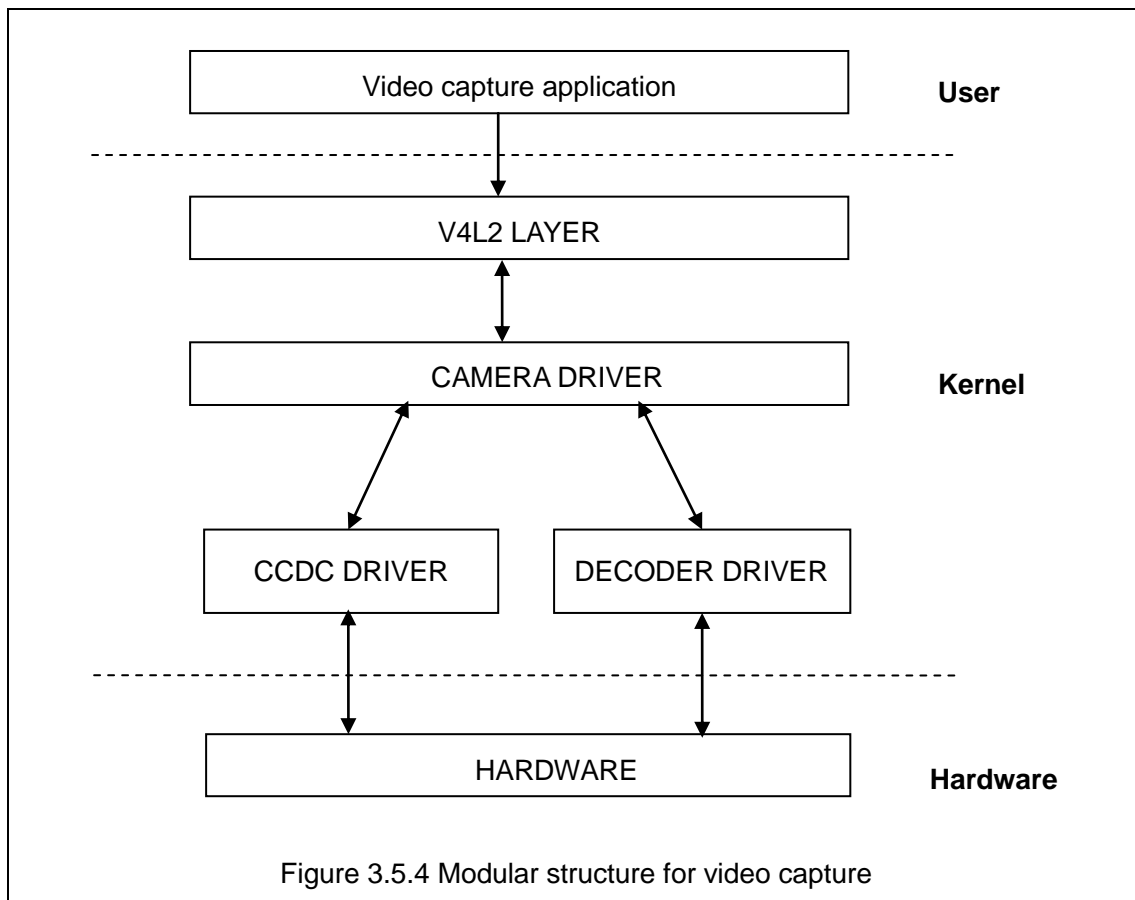 Video capture application
User
V4L2 LAYER
CAMERA DRIVER
Kernel
CCDC DRIVER
DECODER DRIVER
HARDWARE
Hardware
Figure 3.5.4 Modular structure for video capture